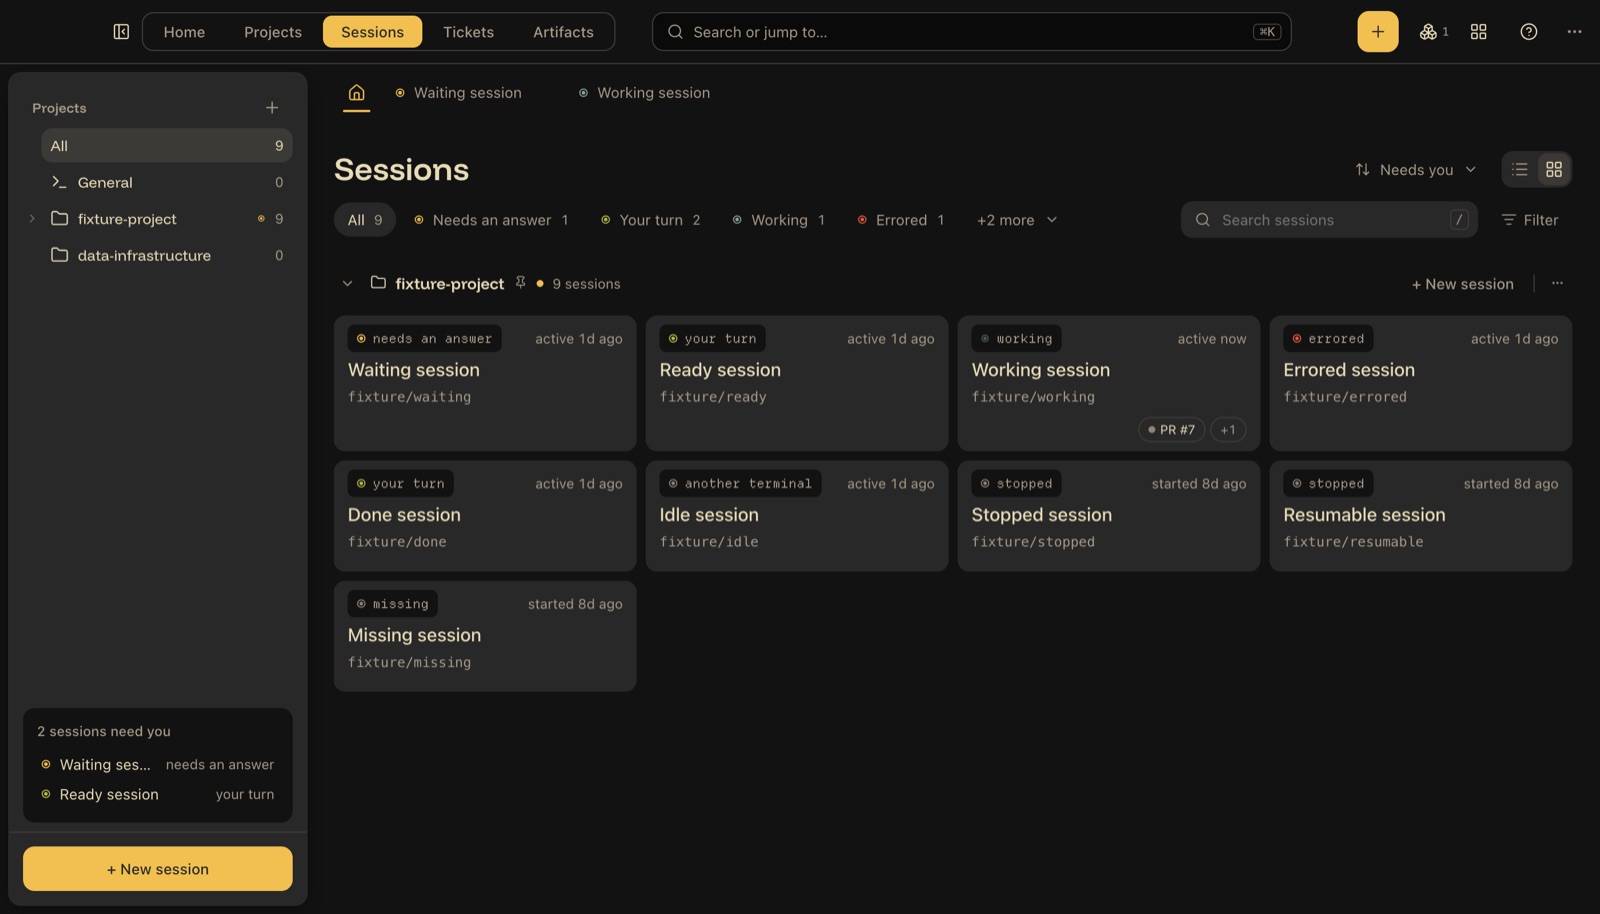 Home Projects Sessions Tickets Artifacts Search or jump to... ⌘K + 1
Projects +
All 9
General 0
fixture-project 9
data-infrastructure 0
2 sessions need you
Waiting ses... needs an answer
Ready session your turn
+ New session
Waiting session Working session
Sessions Needs you
All 9 Needs an answer 1 Your turn 2 Working 1 Errored 1 +2 more Search sessions / Filter
fixture-project 9 sessions + New session ...
needs an answer active 1d ago
Waiting session
fixture/waiting
your turn active 1d ago
Ready session
fixture/ready
working active now
Working session
fixture/working
PR #7 +1
errored active 1d ago
Errored session
fixture/errored
your turn active 1d ago
Done session
fixture/done
another terminal active 1d ago
Idle session
fixture/idle
stopped started 8d ago
Stopped session
fixture/stopped
stopped started 8d ago
Resumable session
fixture/resumable
missing started 8d ago
Missing session
fixture/missing